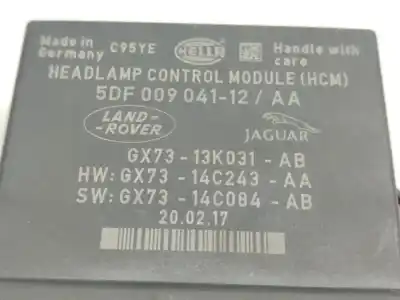 Made in
Germany
C95YE
HELLA
Handle with
care
HEADLAMP CONTROL MODULE (HCM)
5DF 009 041-12 / AA
LAND-
ROVER
JAGUAR
GX73 - 13K031 - AB
HW: GX73 - 14C243 - AA
SW: GX73 - 14C084 - AB
20.02.17